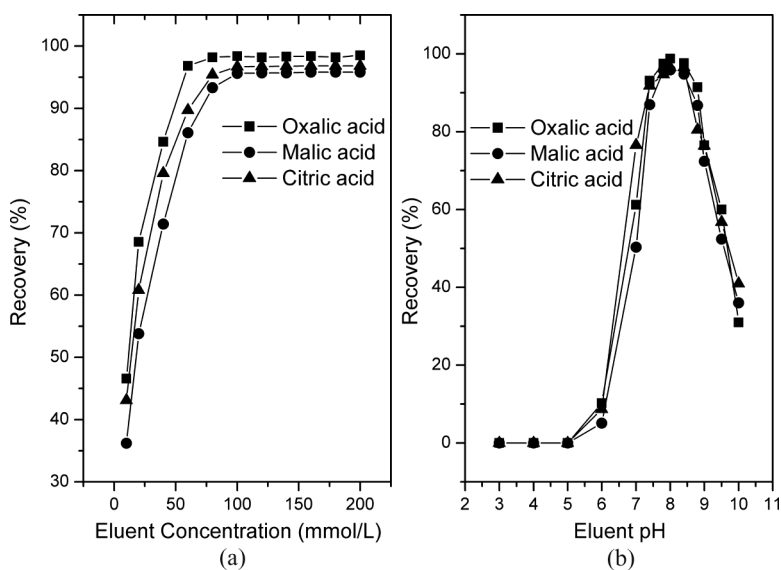 100
90
80
70
60
50
40
30
Recovery (%)
Oxalic acid
Malic acid
Citric acid
0 50 100 150 200
Eluent Concentration (mmol/L)
(a)
100
80
60
40
20
0
Recovery (%)
Oxalic acid
Malic acid
Citric acid
2 3 4 5 6 7 8 9 10 11
Eluent pH
(b)